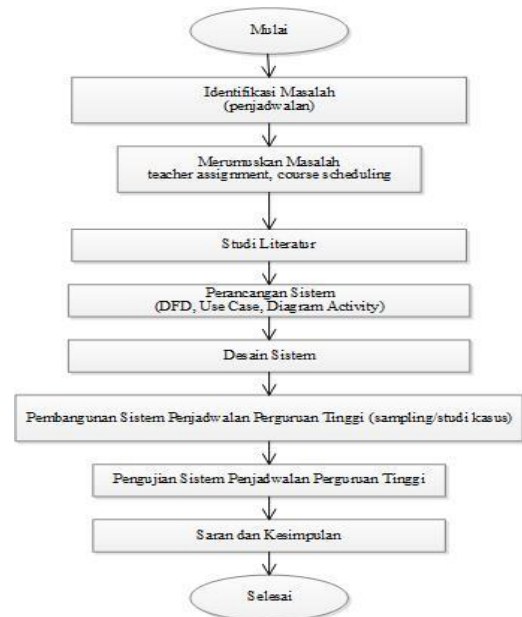 Mulai
Identifikasi Masalah
(penjadwalan)
Merumuskan Masalah
teacher assignment, course scheduling
Studi Literatur
Perancangan Sistem
(DFD, Use Case, Diagram Activity)
Desain Sistem
Pembangunan Sistem Penjadwalan Perguruan Tinggi (sampling/studi kasus)
Pengujian Sistem Penjadwalan Perguruan Tinggi
Saran dan Kesimpulan
Selesai